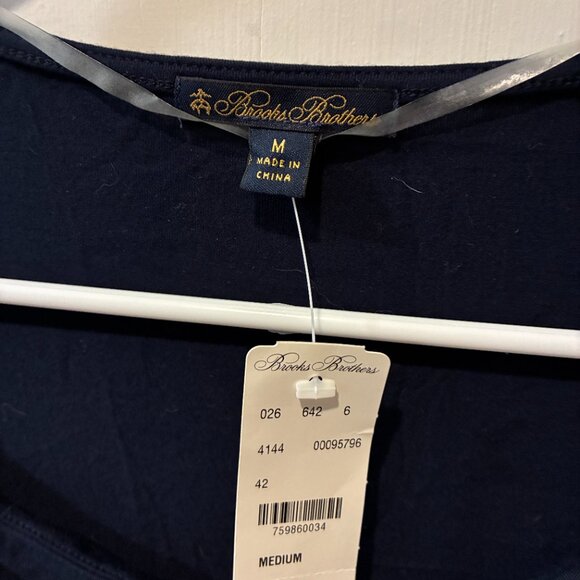 Brooks Brothers
M
MADE IN
CHINA
Brooks Brothers
026 642 6
4144 00095796
42
759860034
MEDIUM